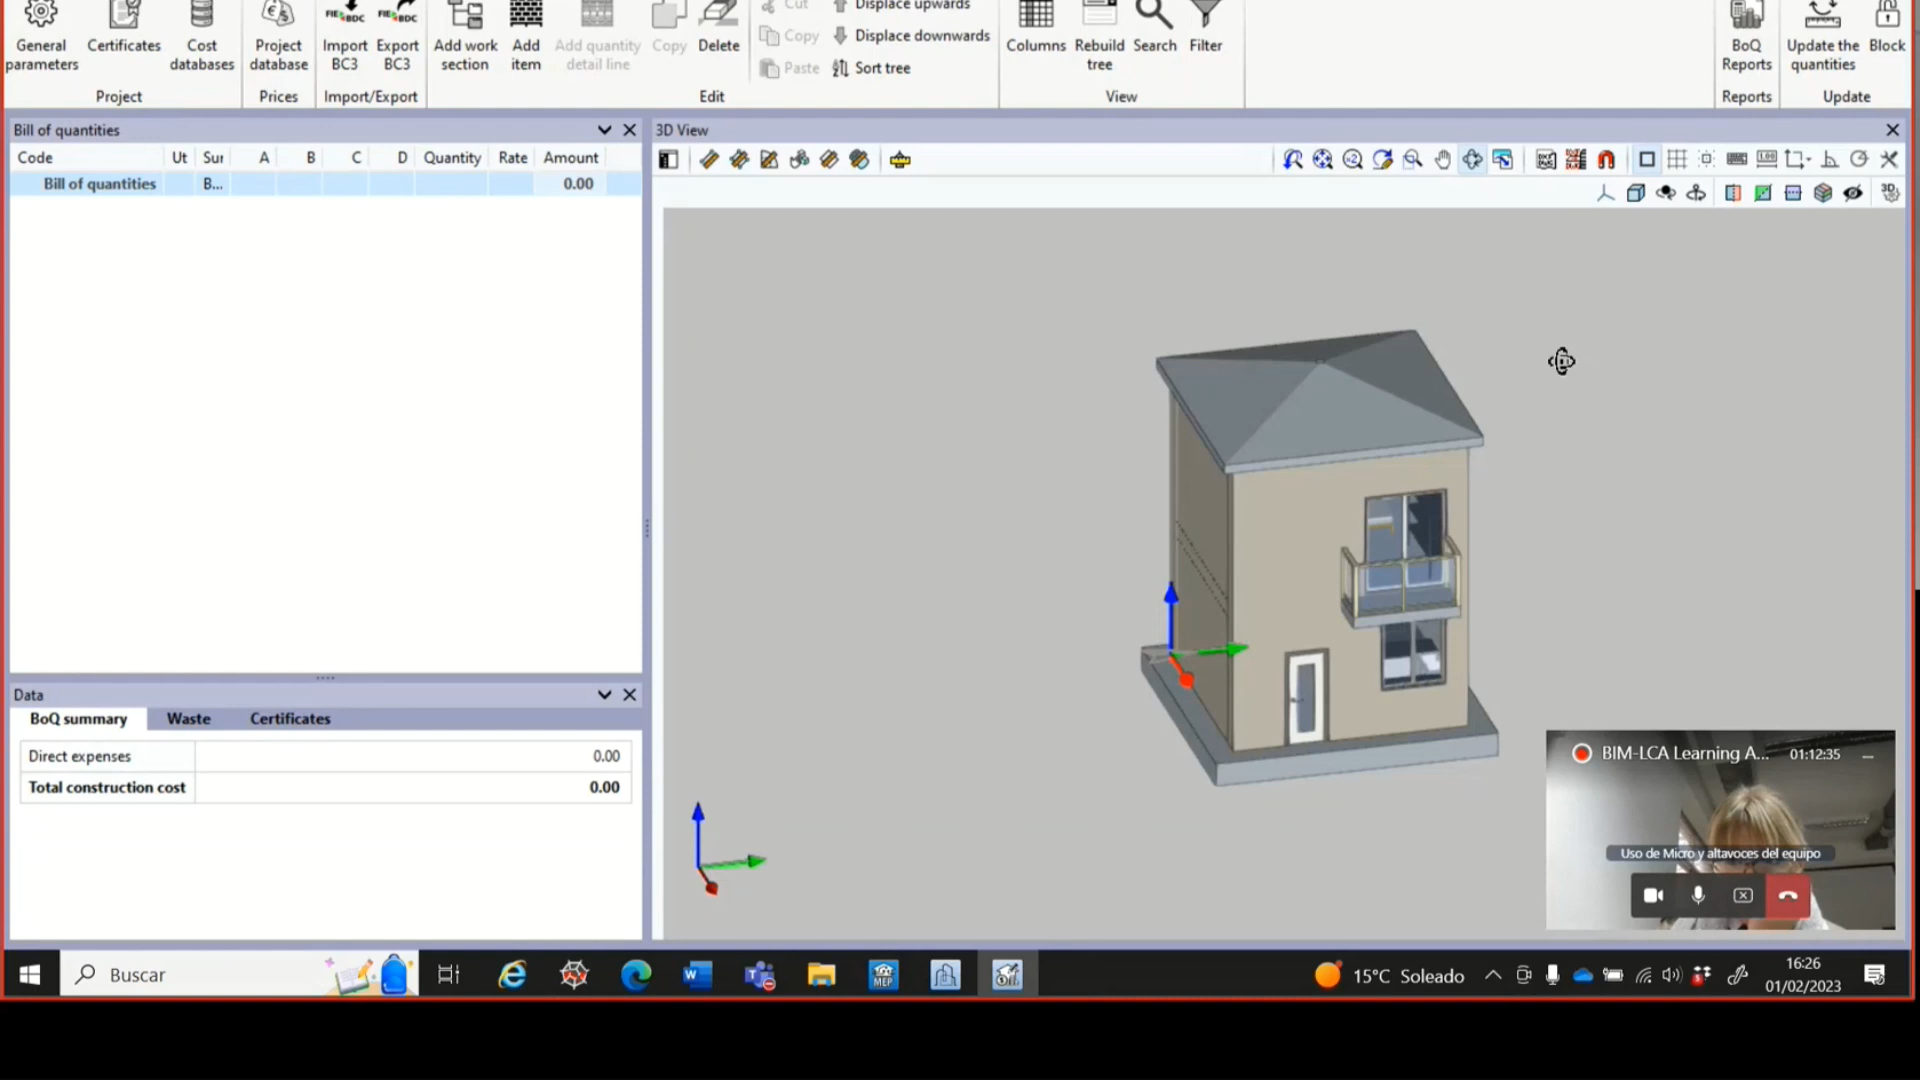 Cut
Displace upwards
FIE BDC
FIE BDC
General parameters
Certificates
Cost databases
Project database
Import BC3
Export BC3
Add work section
Add item
Add quantity detail line
Copy
Delete
Copy
Displace downwards
Paste
Sort tree
Columns
Rebuild tree
Search
Filter
BoQ Reports
Update the quantities
Block
Project
Prices
Import/Export
Edit
View
Reports
Update
Bill of quantities
3D View
Code Ut Sur A B C D Quantity Rate Amount
Bill of quantities B... 0.00
Data
BoQ summary Waste Certificates
Direct expenses 0.00
Total construction cost 0.00
BIM-LCA Learning A... 01:12:35
Uso de Micro y altavoces del equipo
Buscar
MEP
15°C Soleado
16:26
01/02/2023